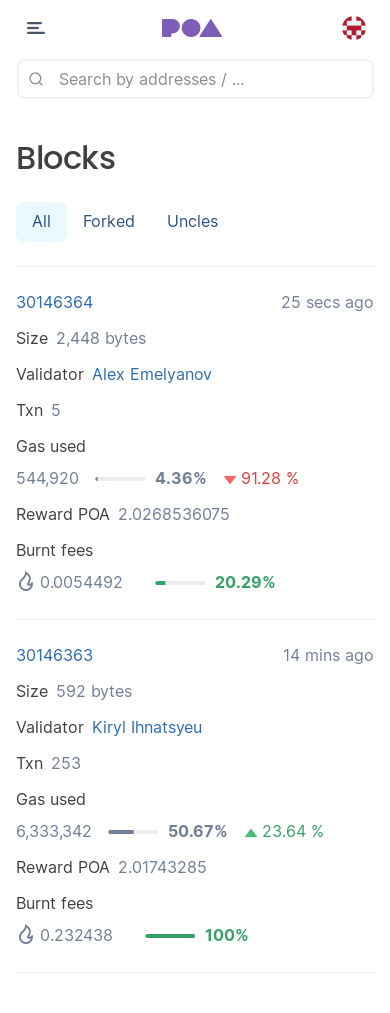 POA
Search by addresses / ...
Blocks
All Forked Uncles
30146364 25 secs ago
Size 2,448 bytes
Validator Alex Emelyanov
Txn 5
Gas used
544,920 4.36% 91.28 %
Reward POA 2.0268536075
Burnt fees
0.0054492 20.29%
30146363 14 mins ago
Size 592 bytes
Validator Kiryl Ihnatsyeu
Txn 253
Gas used
6,333,342 50.67% 23.64 %
Reward POA 2.01743285
Burnt fees
0.232438 100%